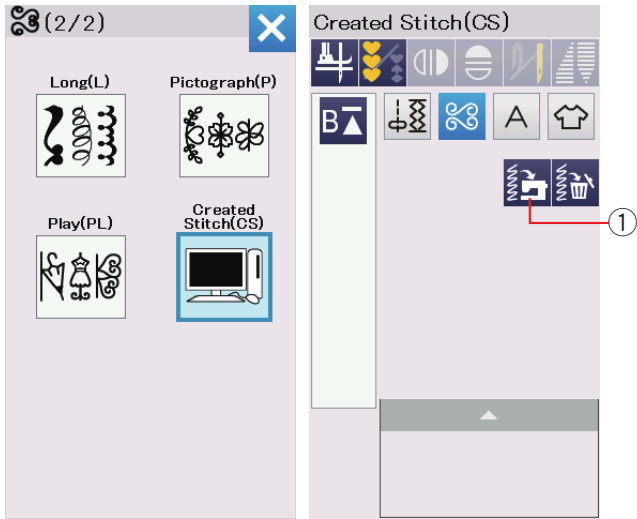 (2/2)
Long(L)
Pictograph(P)
Play(PL)
Created
Stitch(CS)
Created Stitch(CS)
B
A
1